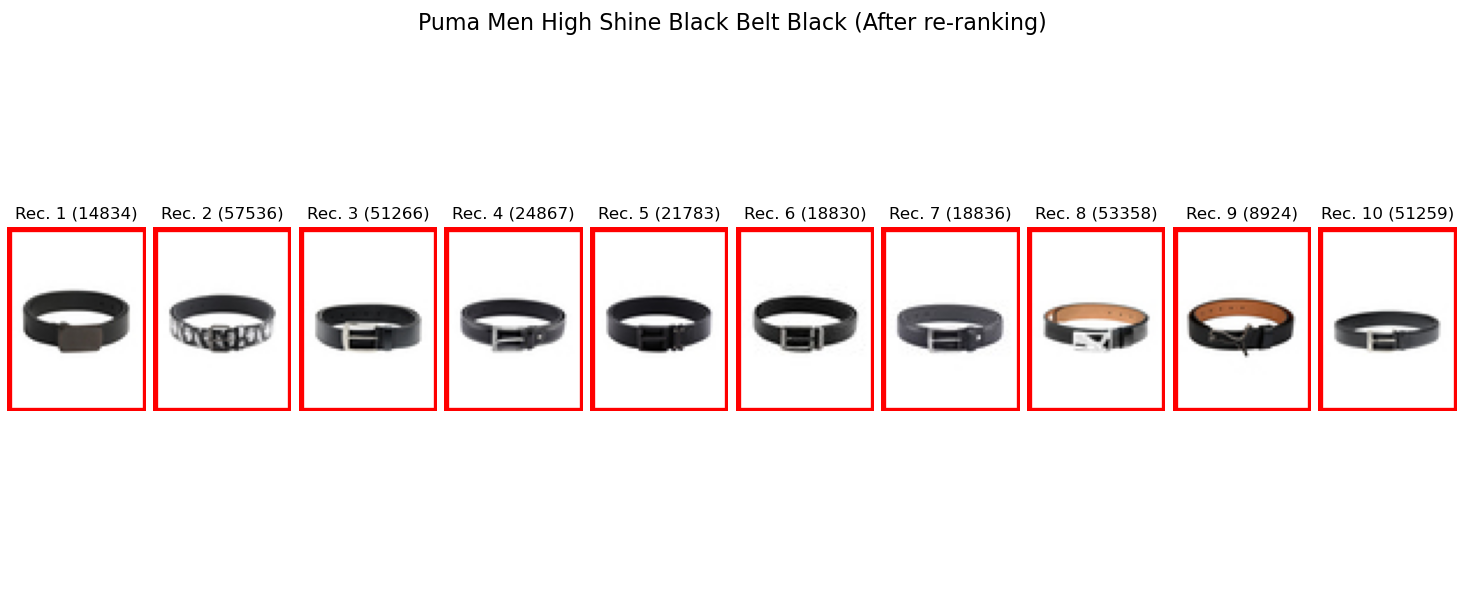 Puma Men High Shine Black Belt Black (After re-ranking)
Rec. 1 (14834)
Rec. 2 (57536)
Rec. 3 (51266)
Rec. 4 (24867)
Rec. 5 (21783)
Rec. 6 (18830)
Rec. 7 (18836)
Rec. 8 (53358)
Rec. 9 (8924)
Rec. 10 (51259)